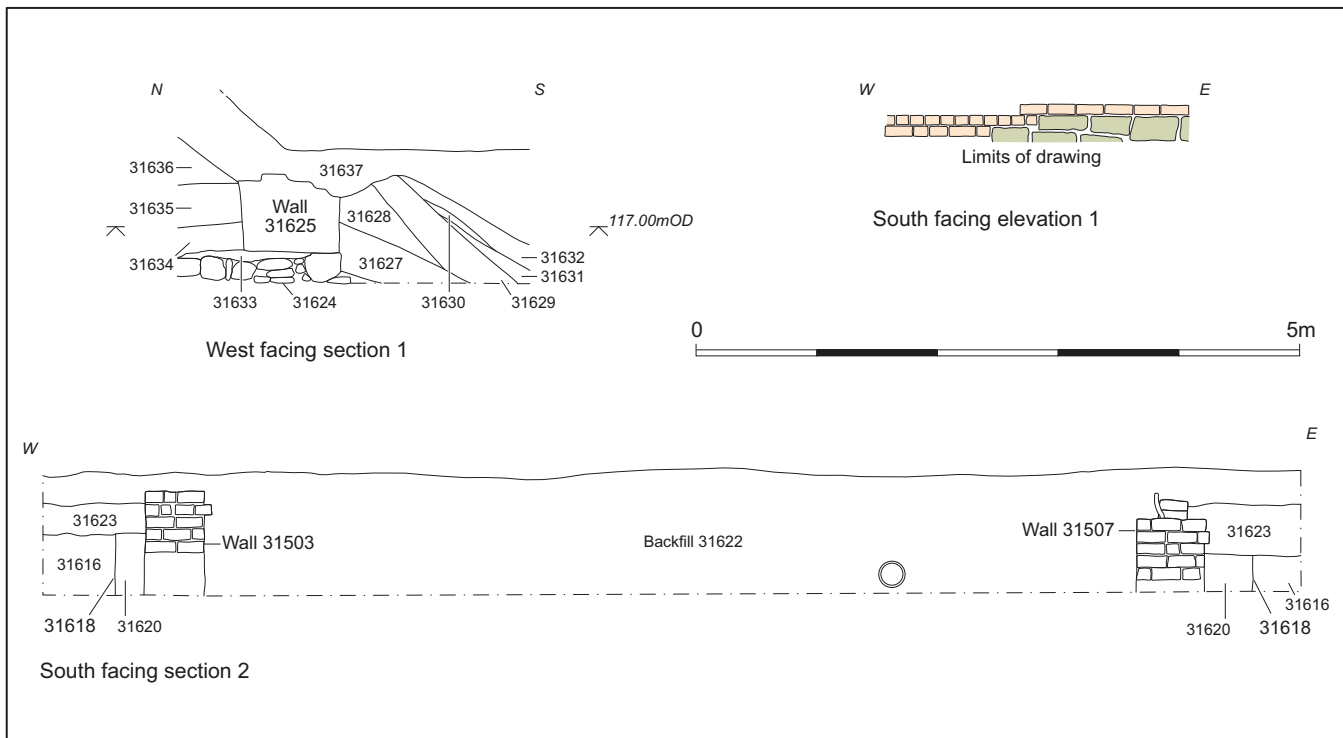 N
S
31636
31637
31635
Wall
31625
31628
117.00mOD
31634
31627
31632
31631
31633
31624
31630
31629
West facing section 1
W
E
Limits of drawing
South facing elevation 1
0
5m
W
E
31623
Wall 31503
Backfill 31622
Wall 31507
31623
31616
31618
31620
31620
31618
31616
South facing section 2